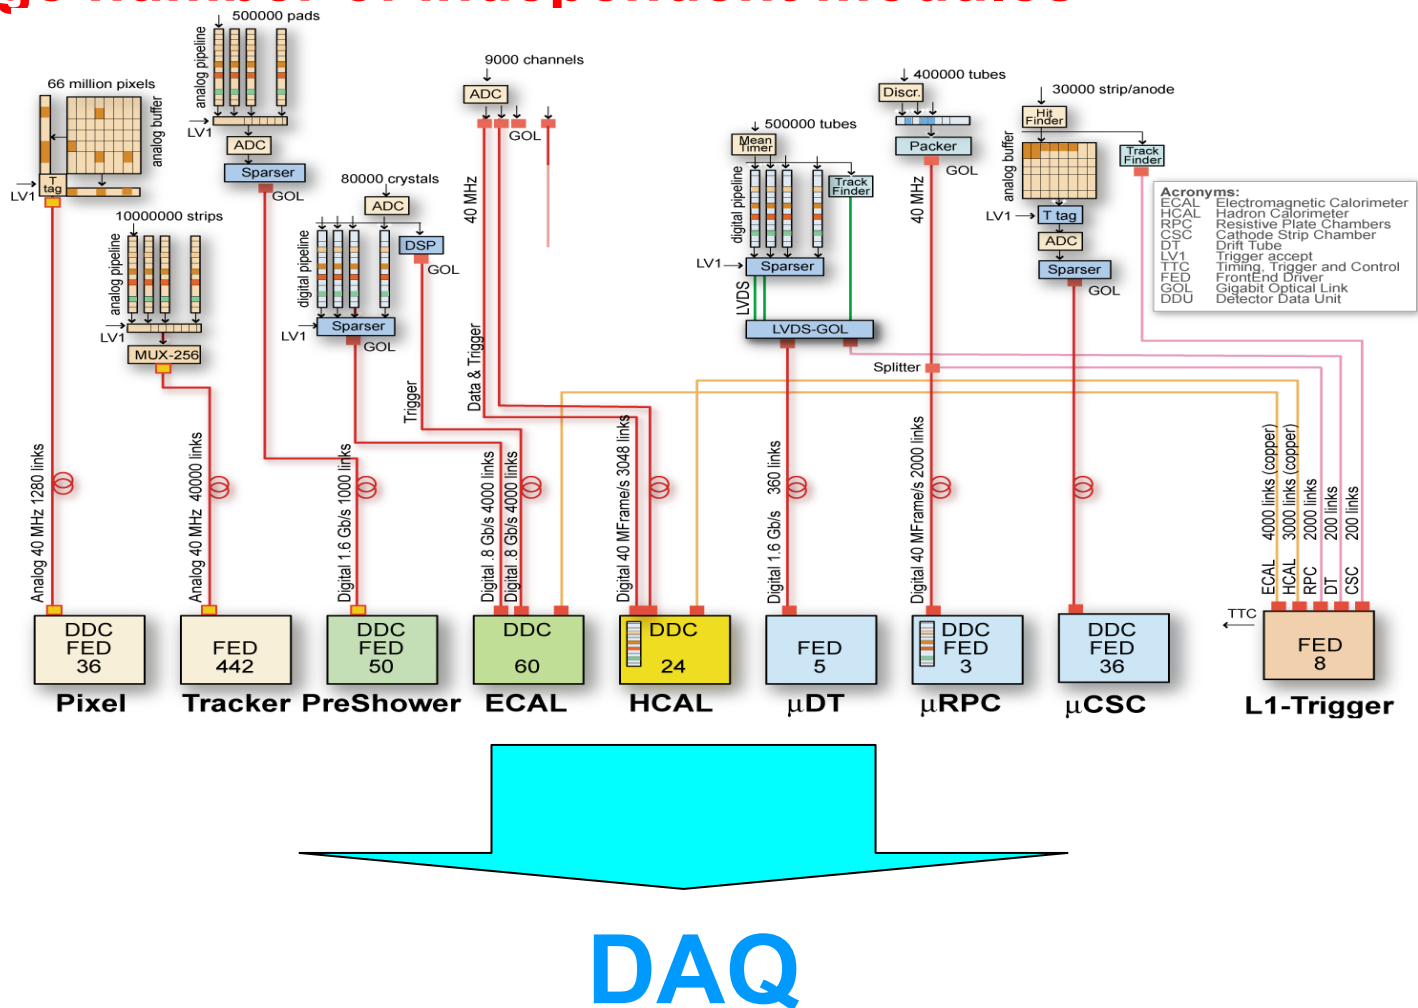 ge number of independent modules
500000 pads
analog pipeline
LV1
ADC
Sparser
GOL
66 million pixels
analog buffer
T
tag
LV1
10000000 strips
analog pipeline
LV1
MUX-256
80000 crystals
ADC
digital pipeline
DSP
GOL
LV1
Sparser
GOL
Trigger
9000 channels
ADC
GOL
40 MHz
Data & Trigger
500000 tubes
Mean
Timer
digital pipeline
Track
Finder
LV1
Sparser
LVDS
LVDS-GOL
400000 tubes
Discr.
Packer
GOL
40 MHz
Splitter
30000 strip/anode
Hit
Finder
analog buffer
Track
Finder
LV1
T tag
ADC
Sparser
GOL
Acronyms:
ECAL Electromagnetic Calorimeter
HCAL Hadron Calorimeter
RPC Resistive Plate Chambers
CSC Cathode Strip Chamber
DT Drift Tube
LV1 Trigger accept
TTC Timing, Trigger and Control
FED FrontEnd Driver
GOL Gigabit Optical Link
DDU Detector Data Unit
Analog 40 MHz 1280 links
Analog 40 MHz 40000 links
Digital 1.6 Gb/s 1000 links
Digital .8 Gb/s 4000 links
Digital .8 Gb/s 4000 links
Digital 40 MFrame/s 3048 links
Digital 1.6 Gb/s 360 links
Digital 40 MFrame/s 2000 links
ECAL 4000 links (copper)
HCAL 3000 links (copper)
RPC 2000 links
DT 200 links
CSC 200 links
TTC
DDC
FED
36
Pixel
FED
442
Tracker
DDC
FED
50
PreShower
DDC
60
ECAL
DDC
24
HCAL
FED
5
μDT
DDC
FED
3
μRPC
DDC
FED
36
μCSC
FED
8
L1-Trigger
DAQ